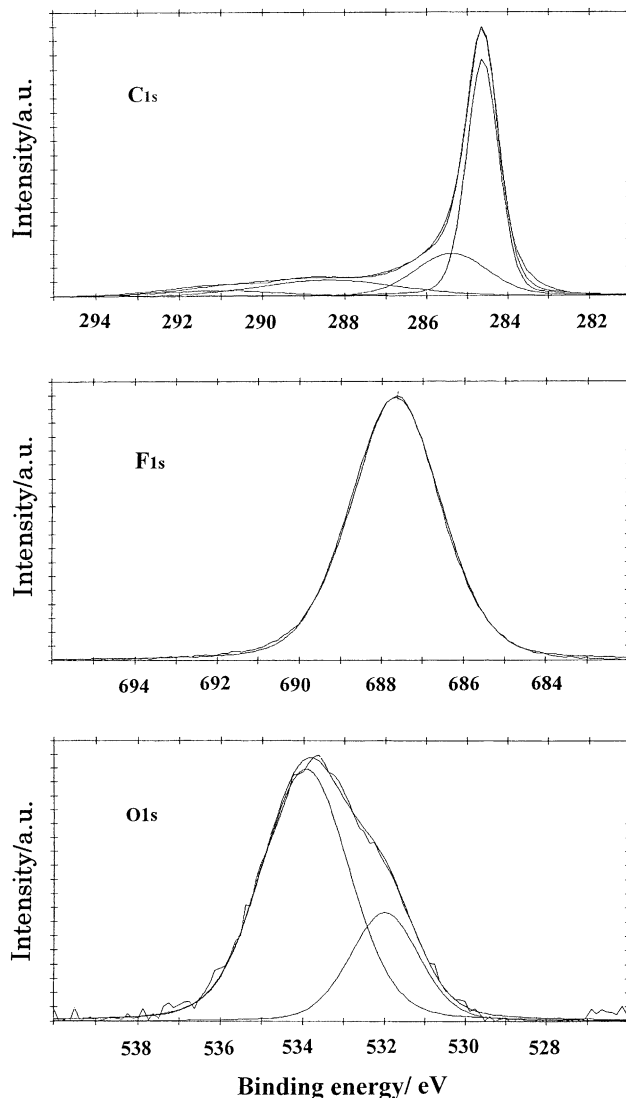 Intensity/a.u.
C1s
294 292 290 288 286 284 282
Intensity/a.u.
F1s
694 692 690 688 686 684
Intensity/a.u.
O1s
538 536 534 532 530 528
Binding energy/ eV